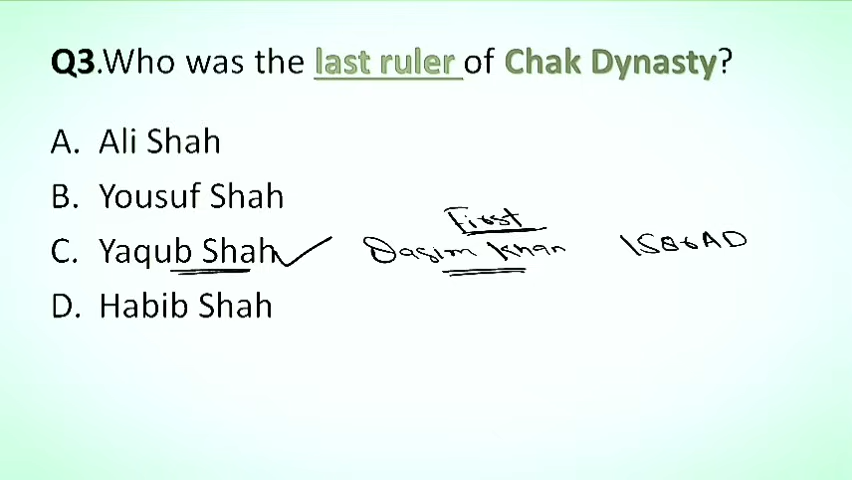 Q3.Who was the last ruler of Chak Dynasty?
A. Ali Shah
B. Yousuf Shah
First
C. Yaqub Shah Qasim Khan 1586AD
D. Habib Shah